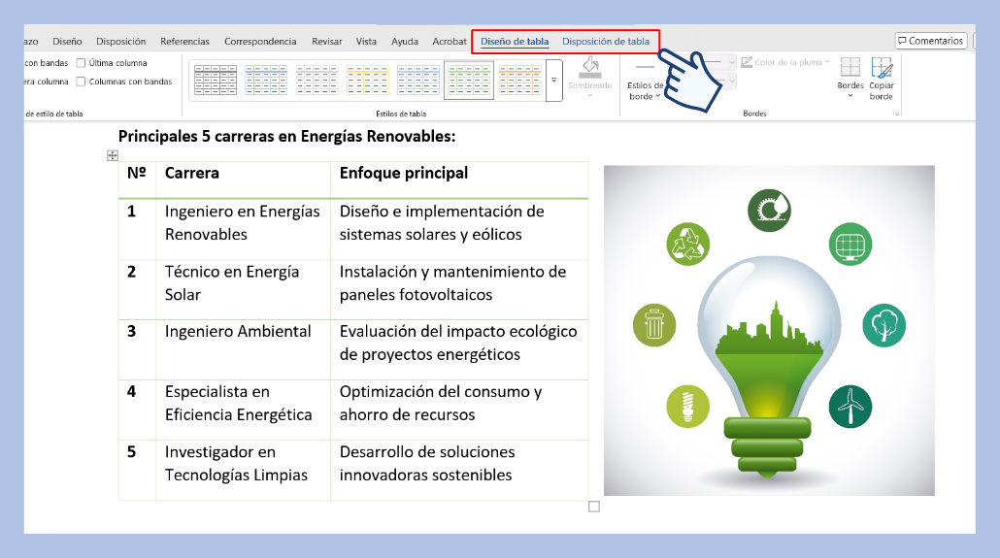 azo Diseño Disposición Referencias Correspondencia Revisar Vista Ayuda Acrobat Diseño de tabla Disposición de tabla Comentarios
con bandas Última columna
era columna Columnas con bandas
Sombreado
Estilos de
borde
Color de la pluma
Bordes Copiar
borde
de estilo de tabla Estilos de tabla Bordes
Principales 5 carreras en Energías Renovables:
Nº Carrera Enfoque principal
1 Ingeniero en Energías Diseño e implementación de
Renovables sistemas solares y eólicos
2 Técnico en Energía Instalación y mantenimiento de
Solar paneles fotovoltaicos
3 Ingeniero Ambiental Evaluación del impacto ecológico
de proyectos energéticos
4 Especialista en Optimización del consumo y
Eficiencia Energética ahorro de recursos
5 Investigador en Desarrollo de soluciones
Tecnologías Limpias innovadoras sostenibles